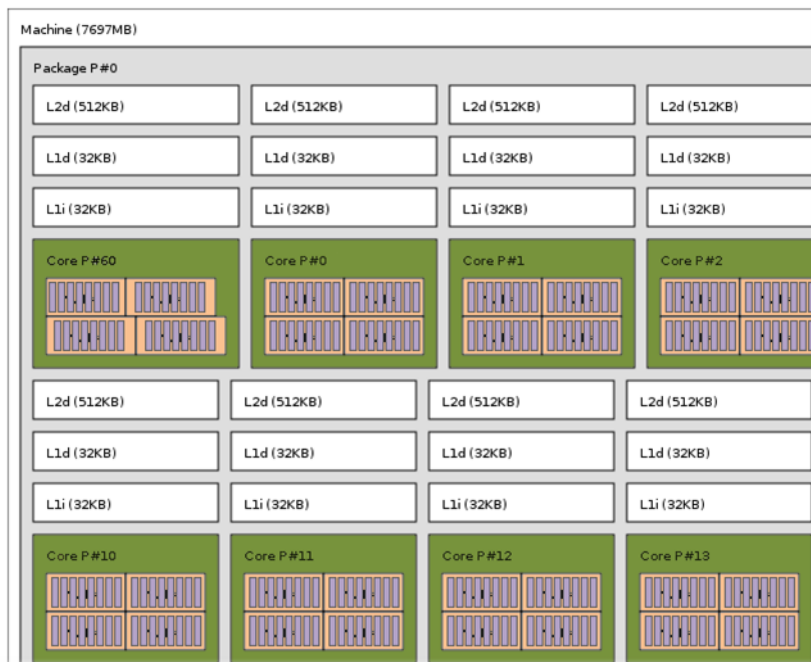 Machine (7697MB)
Package P#0
L2d (512KB) L2d (512KB) L2d (512KB) L2d (512KB)
L1d (32KB) L1d (32KB) L1d (32KB) L1d (32KB)
L1i (32KB) L1i (32KB) L1i (32KB) L1i (32KB)
Core P#60 Core P#0 Core P#1 Core P#2
L2d (512KB) L2d (512KB) L2d (512KB) L2d (512KB)
L1d (32KB) L1d (32KB) L1d (32KB) L1d (32KB)
L1i (32KB) L1i (32KB) L1i (32KB) L1i (32KB)
Core P#10 Core P#11 Core P#12 Core P#13